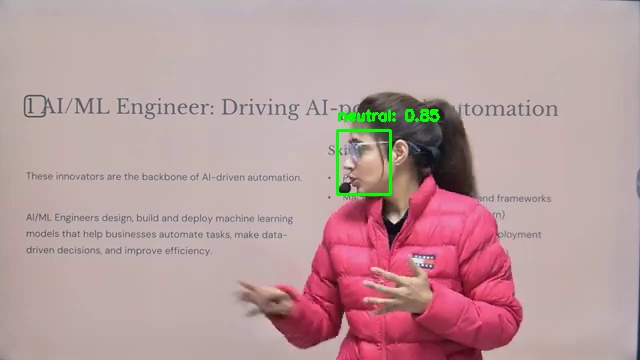 1 AI/ML Engineer: Driving AI-p utomation
neutral: 0.85
These innovators are the backbone of AI-driven automation.
AI/ML Engineers design, build and deploy machine learning
models that help businesses automate tasks, make data-
driven decisions, and improve efficiency.
Ski
and frameworks
ployment